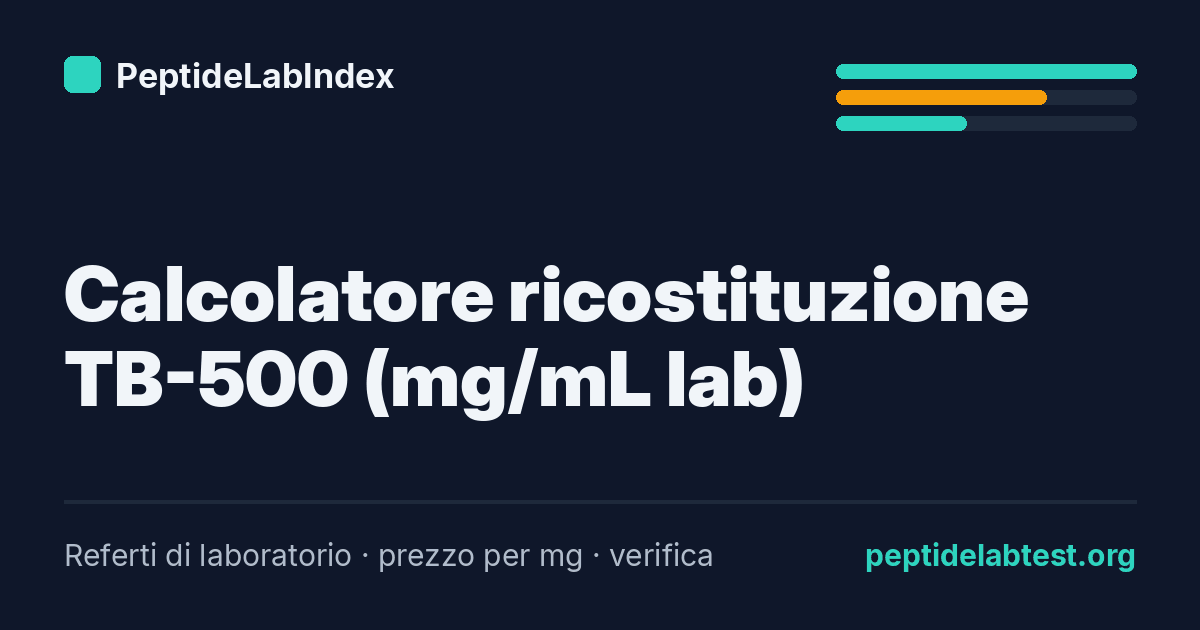 PeptideLabIndex
Calcolatore ricostituzione
TB-500 (mg/mL lab)
Referti di laboratorio · prezzo per mg · verifica
peptidelabtest.org